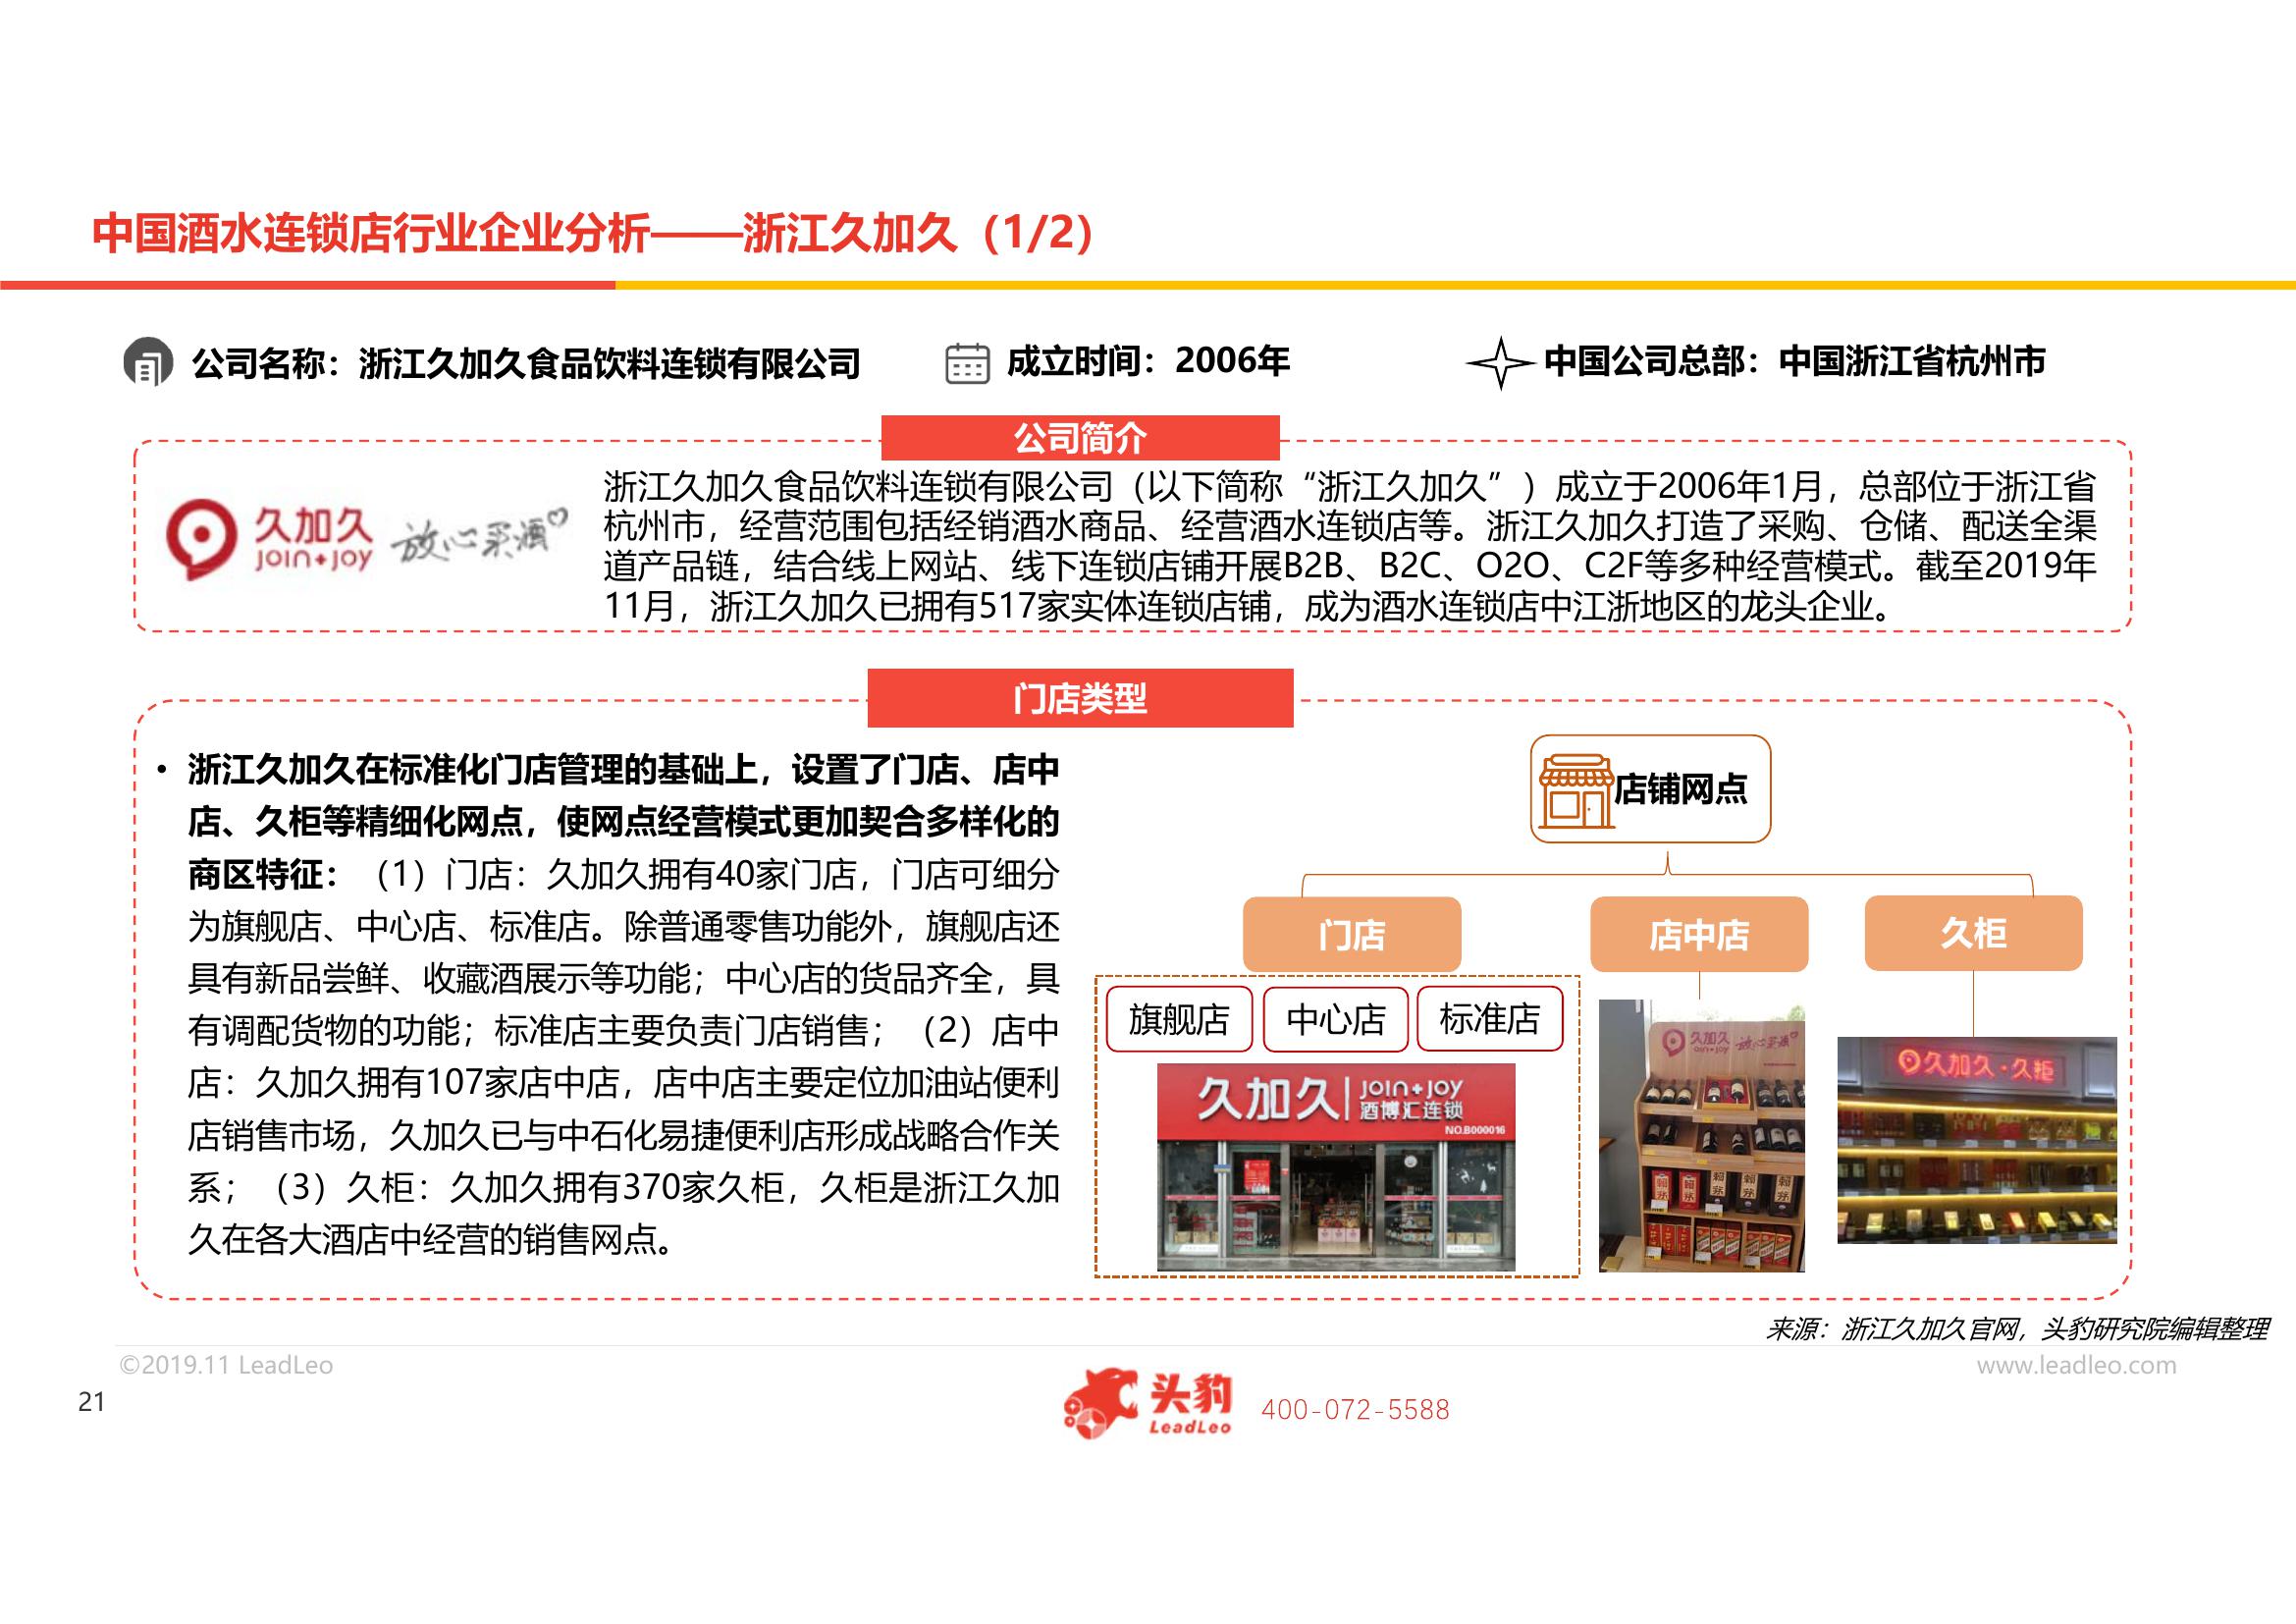 中国酒水连锁店行业企业分析——浙江久加久（1/2）
公司名称：浙江久加久食品饮料连锁有限公司
成立时间：2006年
中国公司总部：中国浙江省杭州市
公司简介
久加久
join+joy
放心买酒
浙江久加久食品饮料连锁有限公司（以下简称“浙江久加久”）成立于2006年1月，总部位于浙江省
杭州市，经营范围包括经销酒水商品、经营酒水连锁店等。浙江久加久打造了采购、仓储、配送全渠
道产品链，结合线上网站、线下连锁店铺开展B2B、B2C、O2O、C2F等多种经营模式。截至2019年
11月，浙江久加久已拥有517家实体连锁店铺，成为酒水连锁店中江浙地区的龙头企业。
门店类型
• 浙江久加久在标准化门店管理的基础上，设置了门店、店中
店、久柜等精细化网点，使网点经营模式更加契合多样化的
商区特征：（1）门店：久加久拥有40家门店，门店可细分
为旗舰店、中心店、标准店。除普通零售功能外，旗舰店还
具有新品尝鲜、收藏酒展示等功能；中心店的货品齐全，具
有调配货物的功能；标准店主要负责门店销售；（2）店中
店：久加久拥有107家店中店，店中店主要定位加油站便利
店销售市场，久加久已与中石化易捷便利店形成战略合作关
系；（3）久柜：久加久拥有370家久柜，久柜是浙江久加
久在各大酒店中经营的销售网点。
店铺网点
门店
店中店
久柜
旗舰店
中心店
标准店
久加久
join+joy
酒博汇连锁
NO.B000016
久加久
join+joy
放心买酒
久加久·久柜
来源：浙江久加久官网，头豹研究院编辑整理
©2019.11 LeadLeo
www.leadleo.com
21
头豹
LeadLeo
400-072-5588